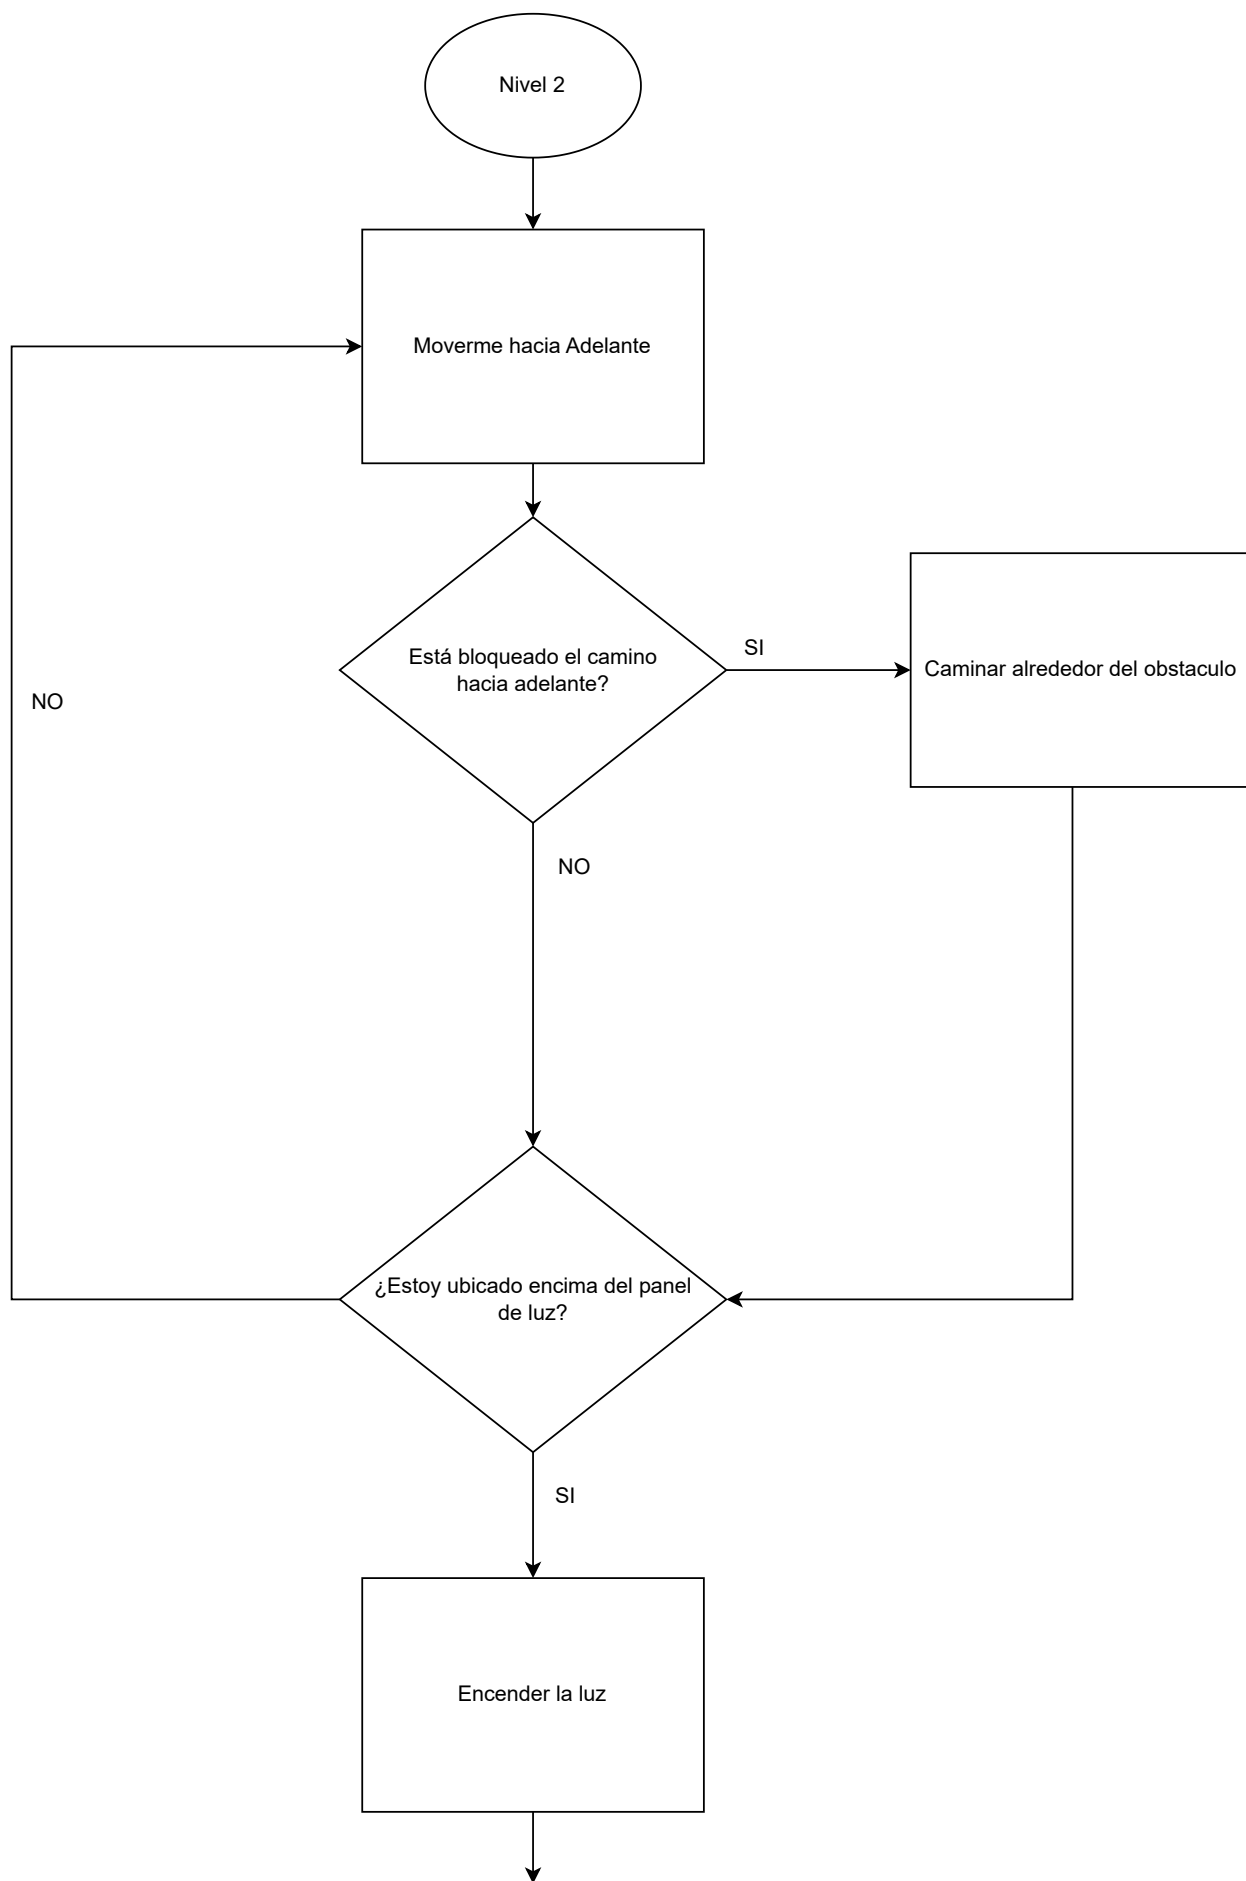 Nivel 2
Moverme hacia Adelante
Está bloqueado el camino
hacia adelante?
SI
Caminar alrededor del obstaculo
NO
NO
¿Estoy ubicado encima del panel
de luz?
SI
Encender la luz